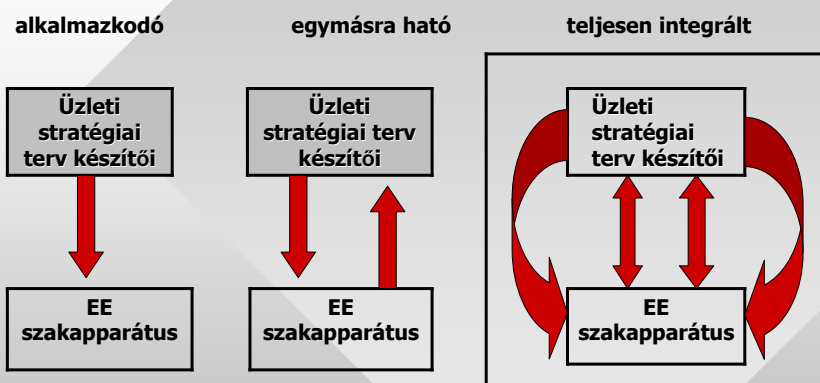 alkalmazkodó
egymásra ható
teljesen integrált
Üzleti
stratégiai
terv készítői
Üzleti
stratégiai terv
készítői
Üzleti
stratégiai
terv készítői
EE
szakapparátus
EE
szakapparátus
EE
szakapparátus